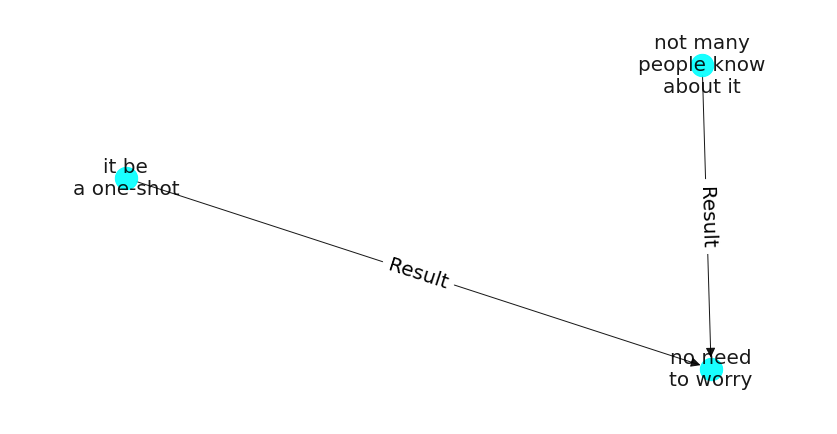 not many
people know
about it
it be
a one-shot
Result
Result
no need
to worry